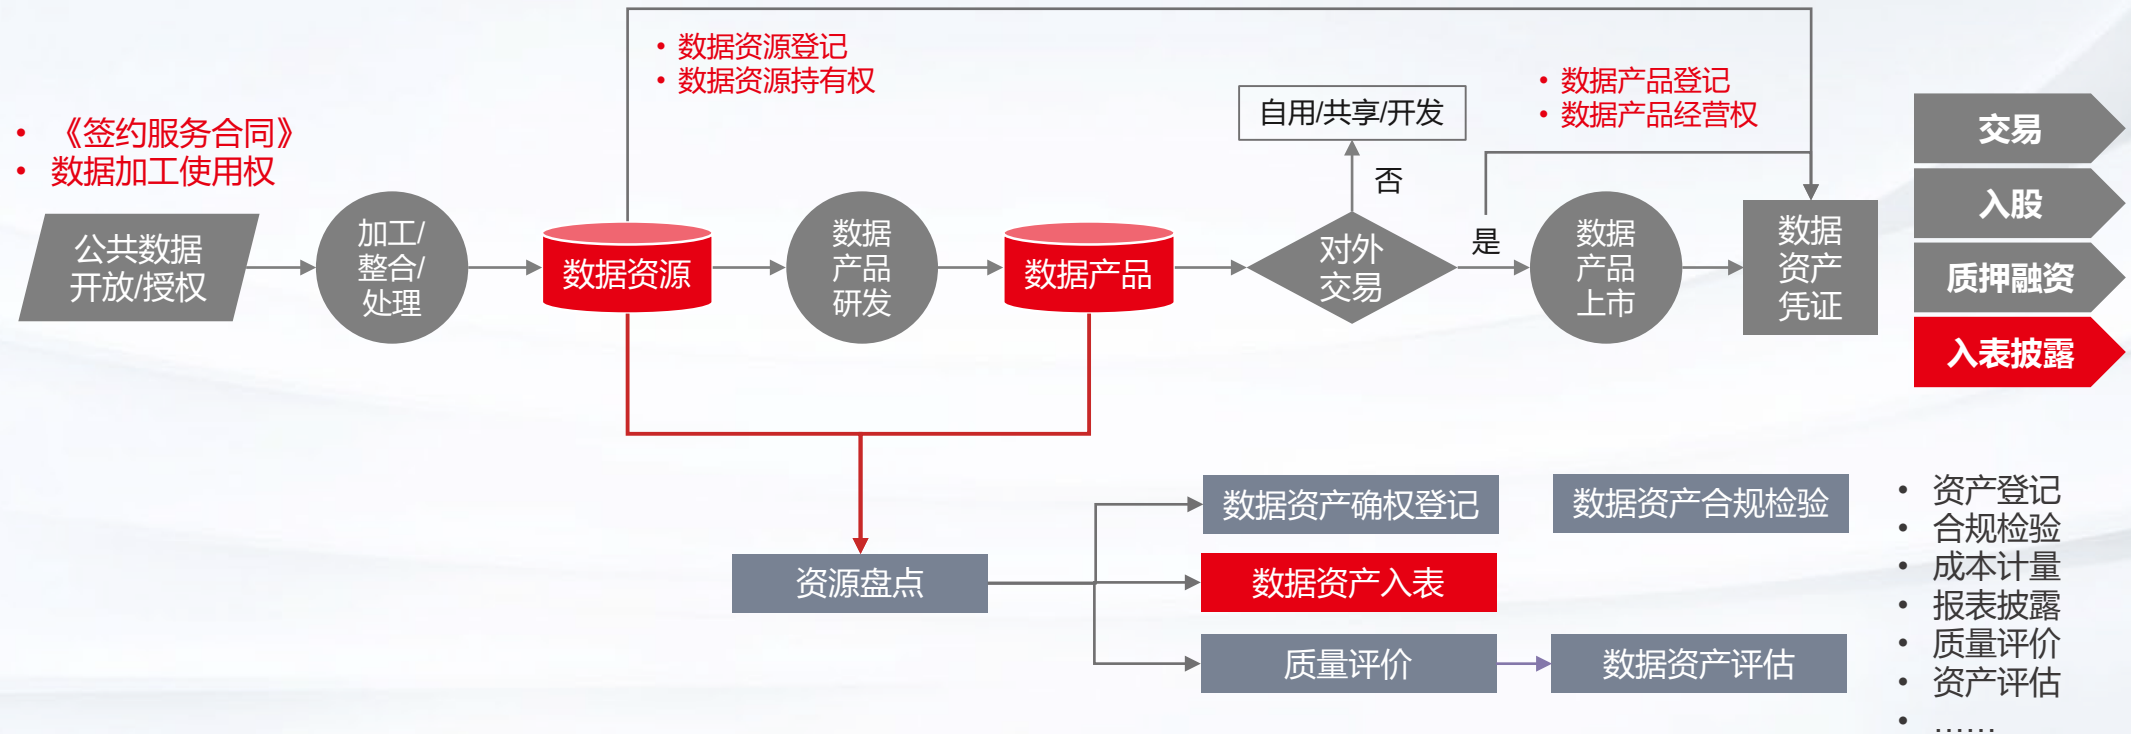 • 数据资源登记
• 数据资源持有权
• 数据产品登记
• 数据产品经营权
• 《签约服务合同》
• 数据加工使用权
公共数据
开放/授权
加工/
整合/
处理
数据资源
数据
产品
研发
数据产品
对外
交易
自用/共享/开发
否
是
数据
产品
上市
数据
资产
凭证
交易
入股
质押融资
入表披露
资源盘点
数据资产确权登记
数据资产合规检验
数据资产入表
质量评价
数据资产评估
• 资产登记
• 合规检验
• 成本计量
• 报表披露
• 质量评价
• 资产评估
• ……